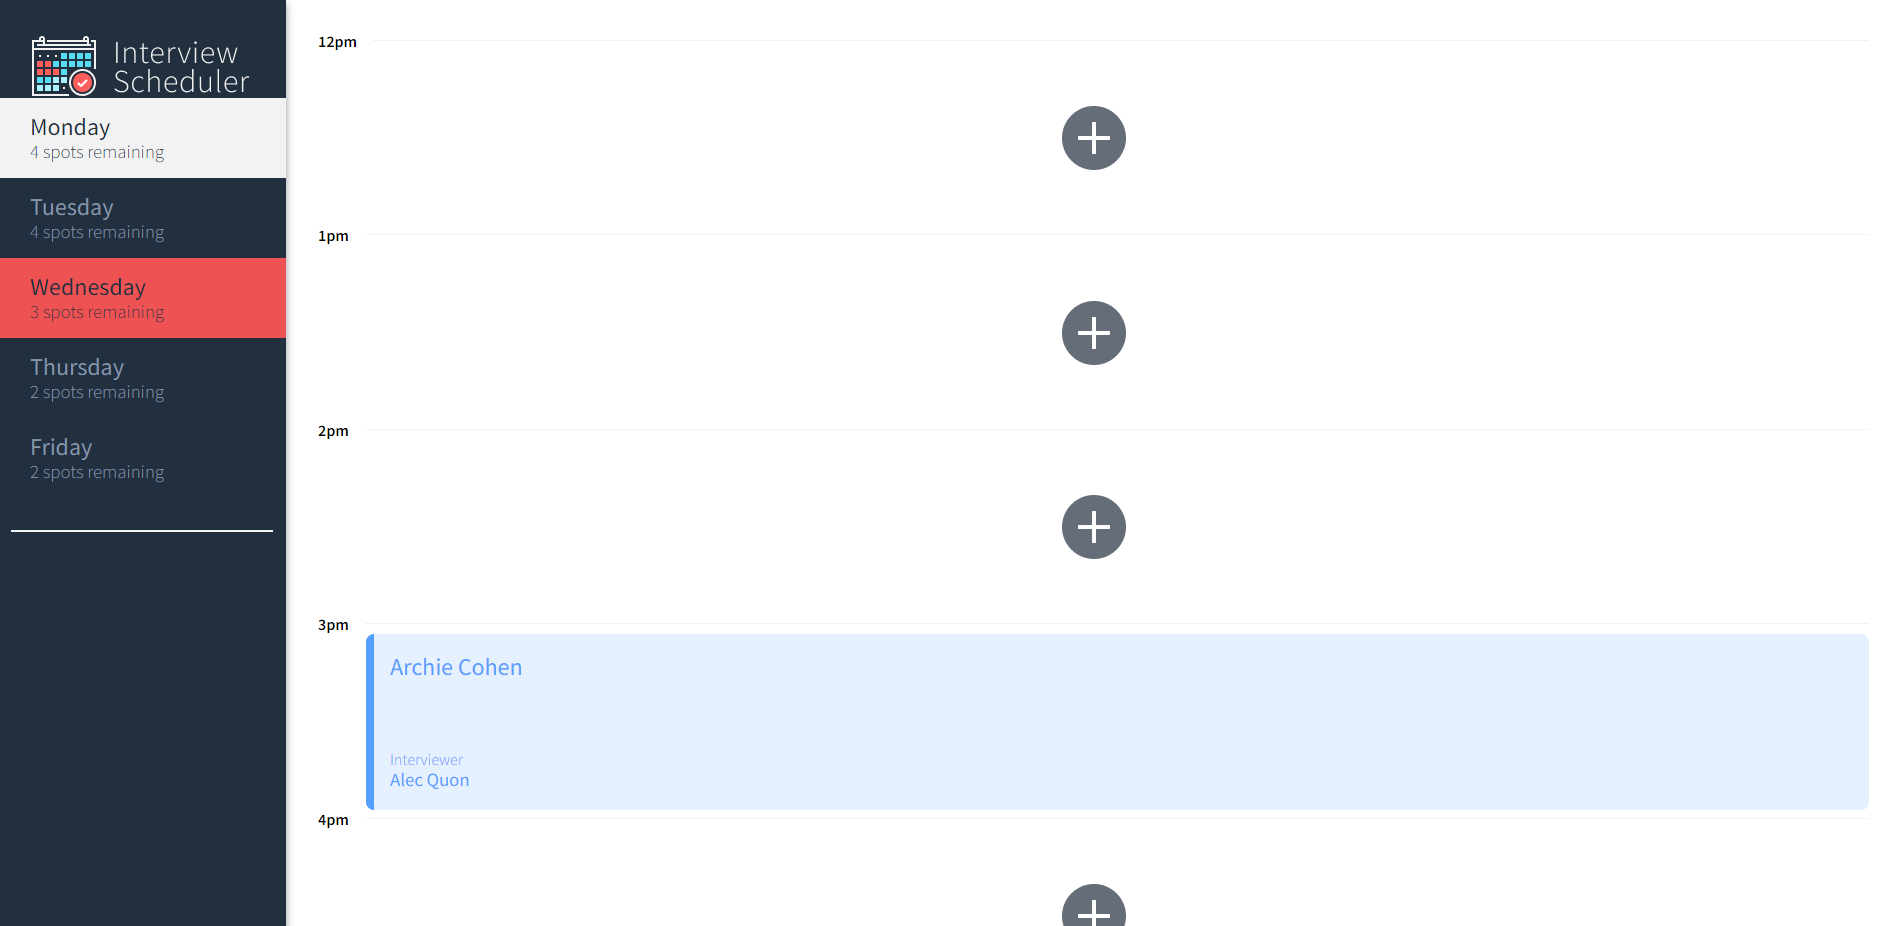 Interview
Scheduler
Monday
4 spots remaining
Tuesday
4 spots remaining
Wednesday
3 spots remaining
Thursday
2 spots remaining
Friday
2 spots remaining
12pm
1pm
2pm
3pm
Archie Cohen
Interviewer
Alec Quon
4pm